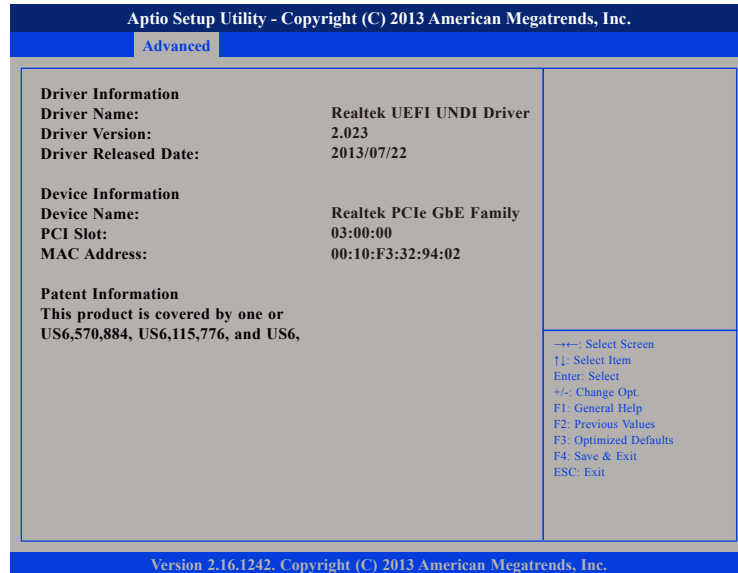 Aptio Setup Utility - Copyright (C) 2013 American Megatrends, Inc.
Advanced
Driver Information
Driver Name: Realtek UEFI UNDI Driver
Driver Version: 2.023
Driver Released Date: 2013/07/22
Device Information
Device Name: Realtek PCIe GbE Family
PCI Slot: 03:00:00
MAC Address: 00:10:F3:32:94:02
Patent Information
This product is covered by one or
US6,570,884, US6,115,776, and US6,
→←: Select Screen
↑↓: Select Item
Enter: Select
+/-: Change Opt.
F1: General Help
F2: Previous Values
F3: Optimized Defaults
F4: Save & Exit
ESC: Exit
Version 2.16.1242. Copyright (C) 2013 American Megatrends, Inc.